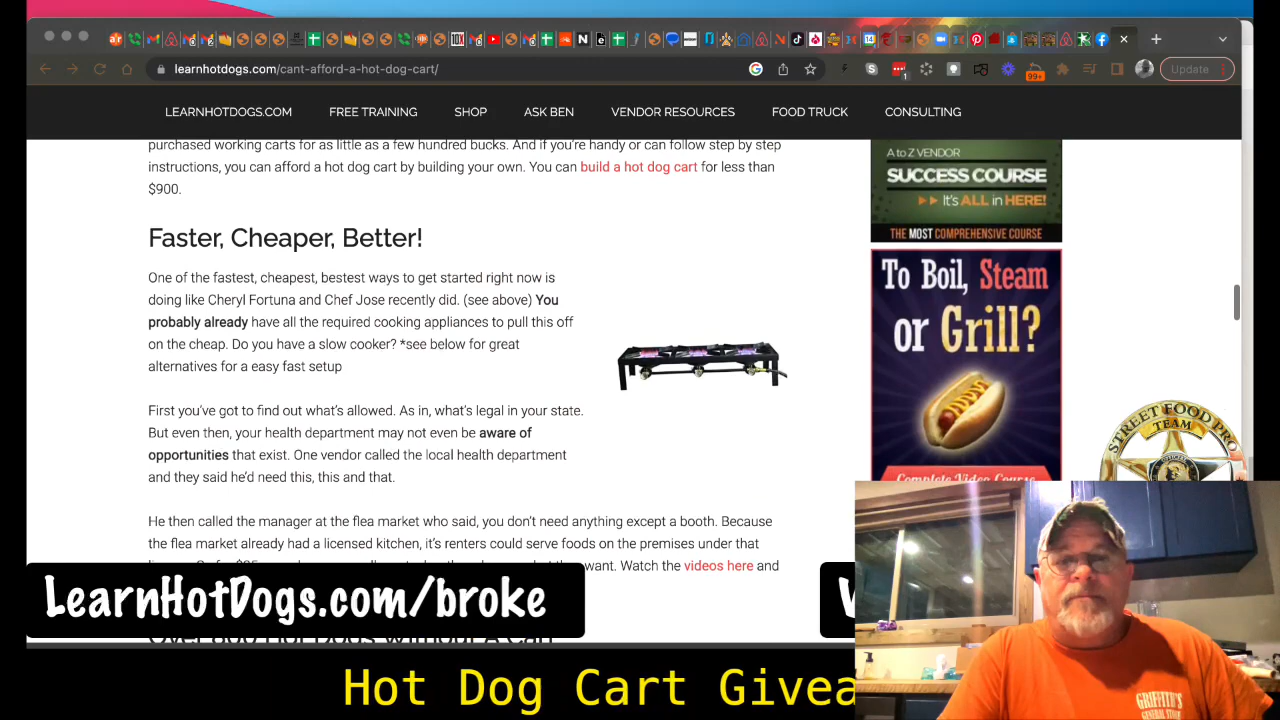 learnhotdogs.com/cant-afford-a-hot-dog-cart/
Update
LEARNHOTDOGS.COM FREE TRAINING SHOP ASK BEN VENDOR RESOURCES FOOD TRUCK CONSULTING
purchased working carts for as little as a few hundred bucks. And if you're handy or can follow step by step
instructions, you can afford a hot dog cart by building your own. You can build a hot dog cart for less than
$900.
Faster, Cheaper, Better!
One of the fastest, cheapest, bestest ways to get started right now is
doing like Cheryl Fortuna and Chef Jose recently did. (see above) You
probably already have all the required cooking appliances to pull this off
on the cheap. Do you have a slow cooker? *see below for great
alternatives for a easy fast setup
First you've got to find out what's allowed. As in, what's legal in your state.
But even then, your health department may not even be aware of
opportunities that exist. One vendor called the local health department
and they said he'd need this, this and that.
He then called the manager at the flea market who said, you don't need anything except a booth. Because
the flea market already had a licensed kitchen, it's renters could serve foods on the premises under that
want. Watch the videos here and
A to Z VENDOR
SUCCESS COURSE
It's ALL in HERE!
THE MOST COMPREHENSIVE COURSE
To Boil, Steam
or Grill?
Complete Video Course
STREET FOOD PRO
TEAM
LearnHotDogs.com/broke
Hot Dog Cart Givea
GRIFFITH'S
GENERAL STORE